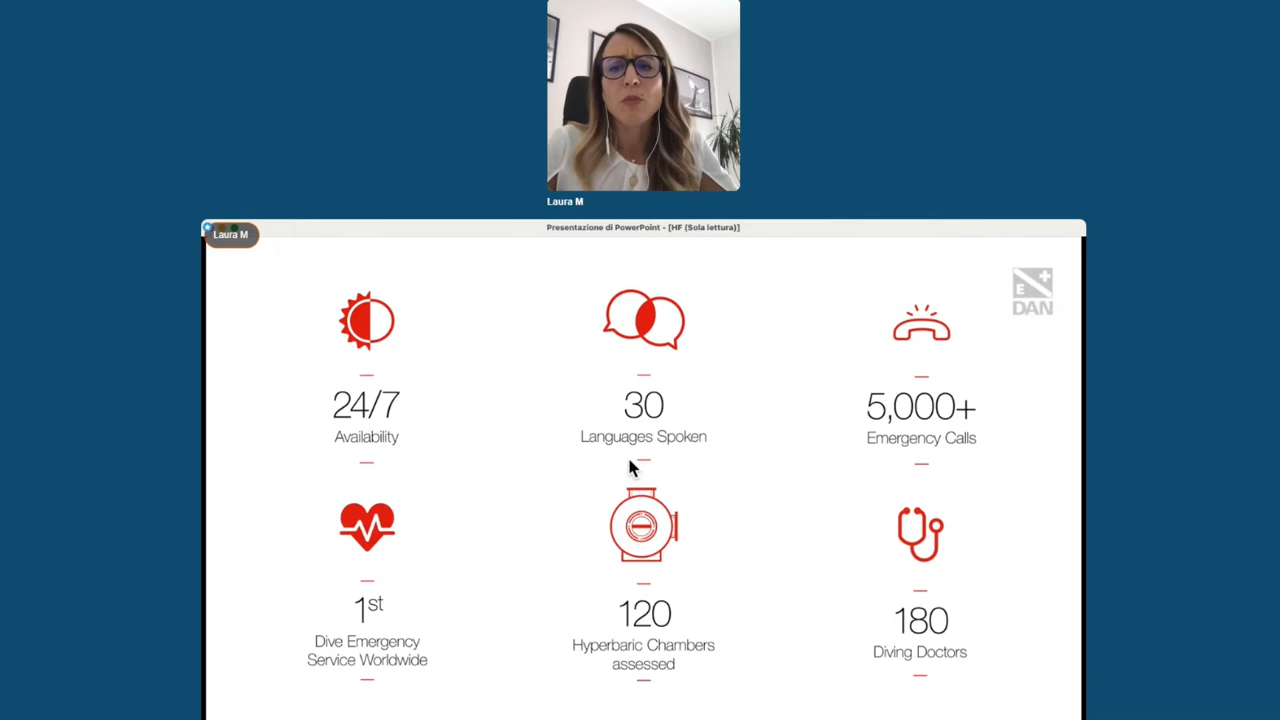 Laura M
Presentazione di PowerPoint - [HF (Sola lettura)]
Laura M
E
DAN
24/7
Availability
30
Languages Spoken
5,000+
Emergency Calls
1st
Dive Emergency
Service Worldwide
120
Hyperbaric Chambers
assessed
180
Diving Doctors